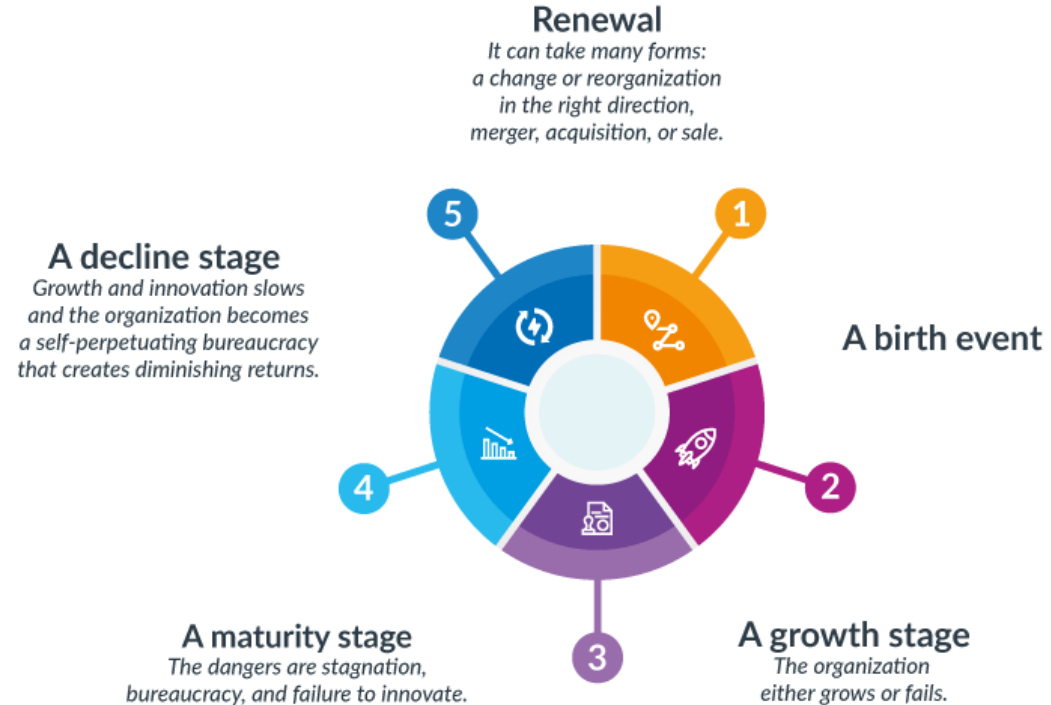 Renewal
It can take many forms:
a change or reorganization
in the right direction,
merger, acquisition, or sale.
5
1
A decline stage
Growth and innovation slows
and the organization becomes
a self-perpetuating bureaucracy
that creates diminishing returns.
A birth event
4
2
3
A maturity stage
The dangers are stagnation,
bureaucracy, and failure to innovate.
A growth stage
The organization
either grows or fails.